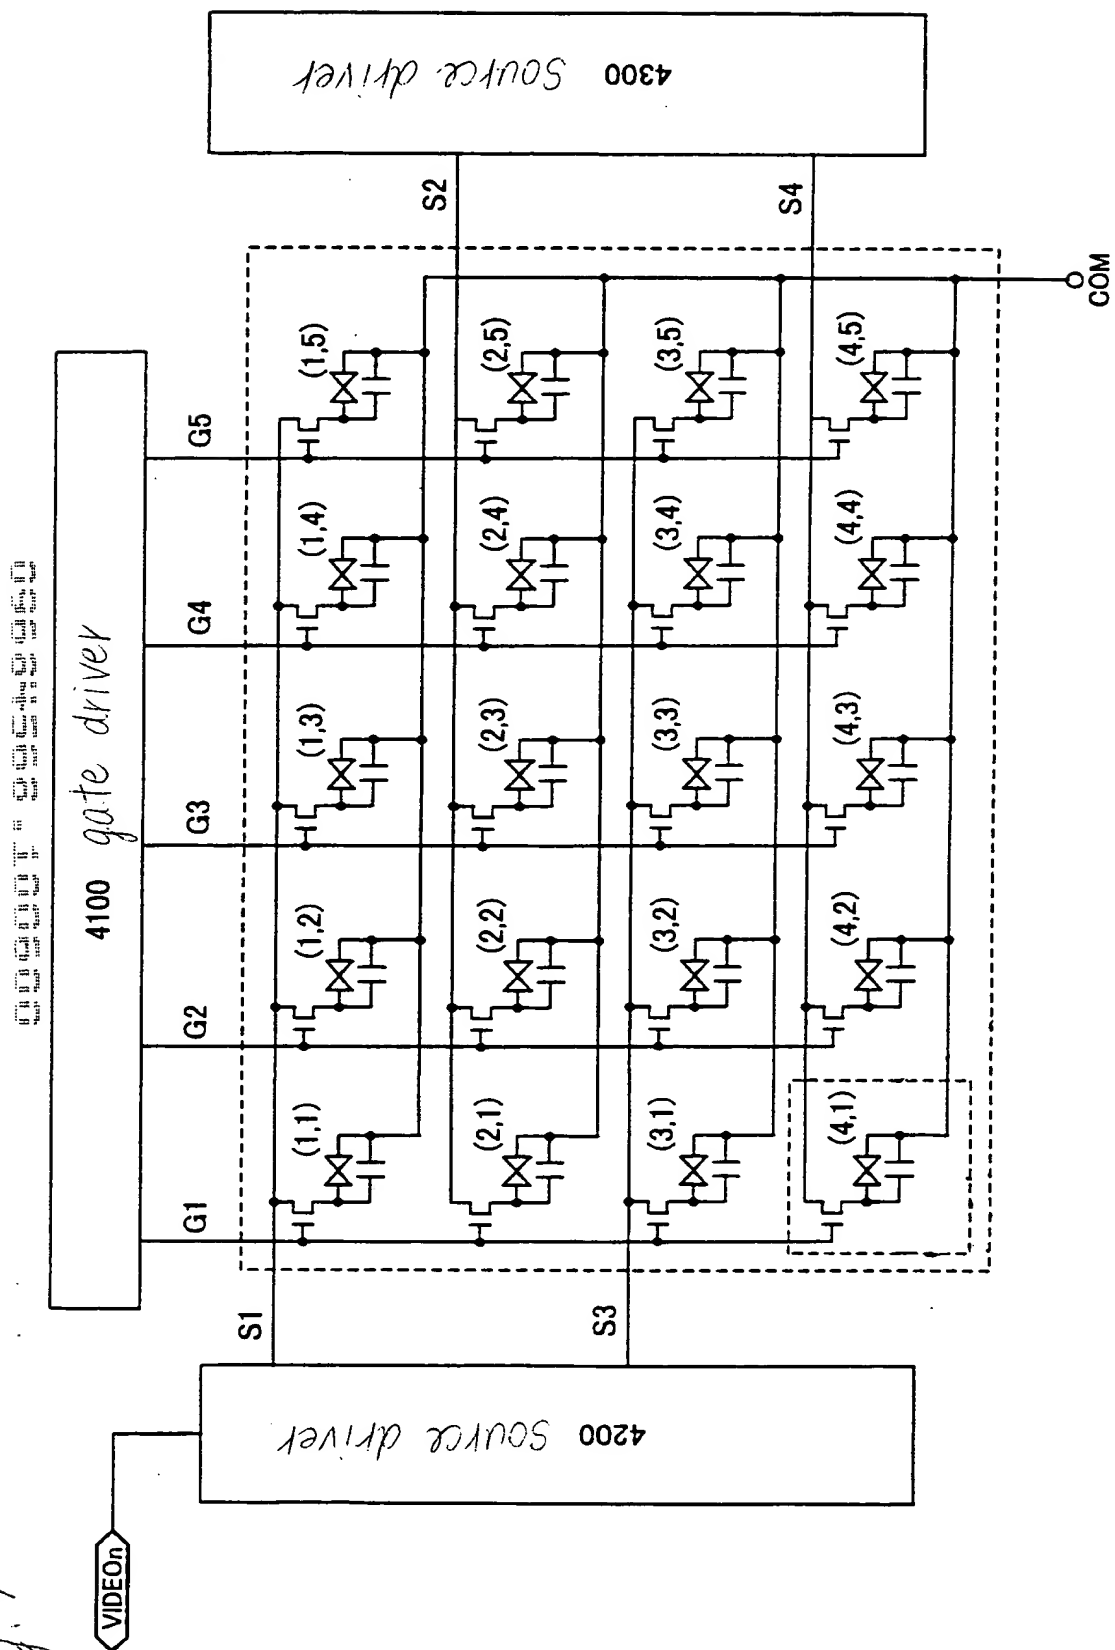 4100 gate driver
VIDEOn
4200 source driver
4300 source driver
G1
G2
G3
G4
G5
S1
S2
S3
S4
(1,1)
(1,2)
(1,3)
(1,4)
(1,5)
(2,1)
(2,2)
(2,3)
(2,4)
(2,5)
(3,1)
(3,2)
(3,3)
(3,4)
(3,5)
(4,1)
(4,2)
(4,3)
(4,4)
(4,5)
COM